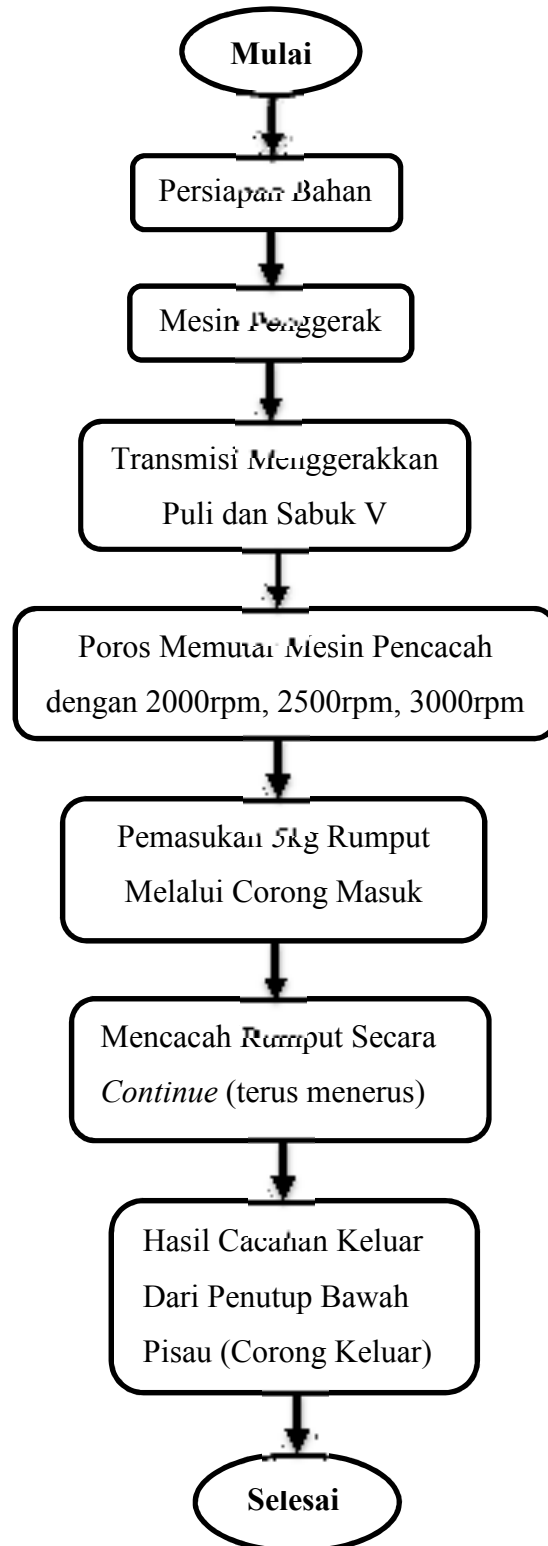 Mulai
Persiapan Bahan
Mesin Penggerak
Transmisi Menggerakkan
Puli dan Sabuk V
Poros Memutar Mesin Pencacah
dengan 2000rpm, 2500rpm, 3000rpm
Pemasukan 5kg Rumput
Melalui Corong Masuk
Mencacah Rumput Secara
Continue (terus menerus)
Hasil Cacahan Keluar
Dari Penutup Bawah
Pisau (Corong Keluar)
Selesai